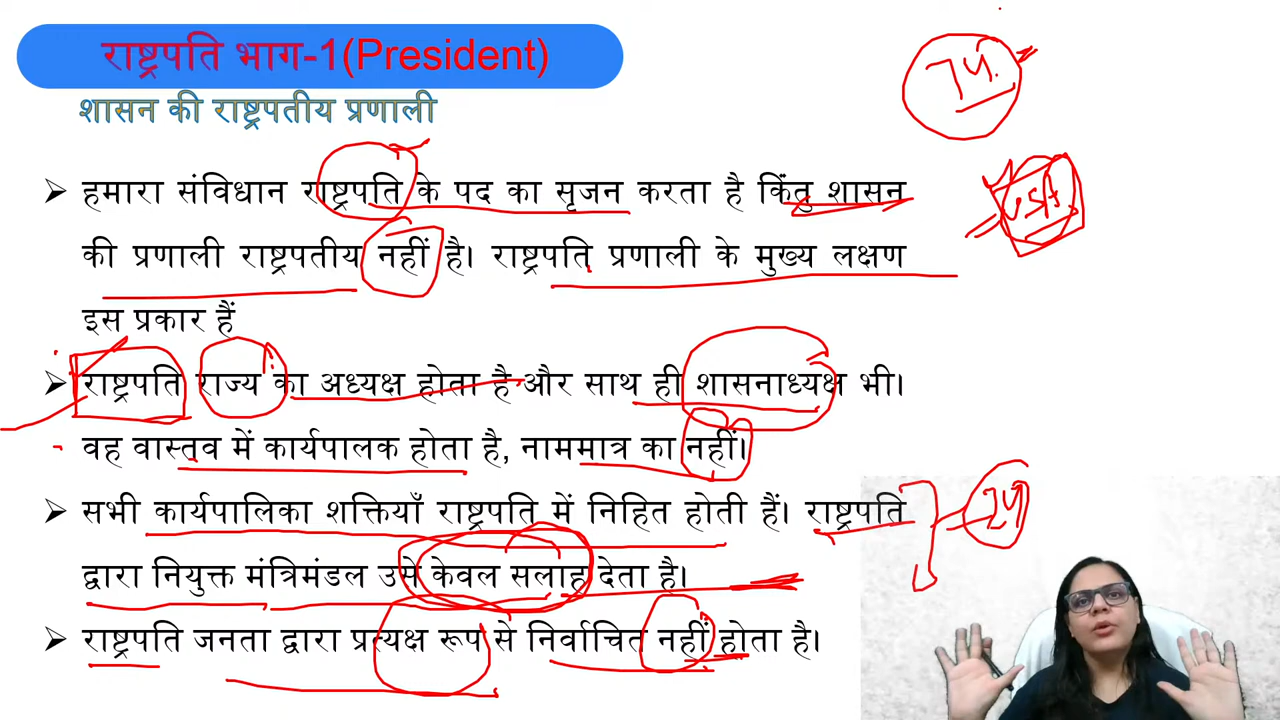 राष्ट्रपति भाग-1(President)
शासन की राष्ट्रपतीय प्रणाली
➢ हमारा संविधान राष्ट्रपति के पद का सृजन करता है किंतु शासन
की प्रणाली राष्ट्रपतीय नहीं है। राष्ट्रपति प्रणाली के मुख्य लक्षण
इस प्रकार हैं
➢ राष्ट्रपति राज्य का अध्यक्ष होता है और साथ ही शासनाध्यक्ष भी।
वह वास्तव में कार्यपालक होता है, नाममात्र का नहीं।
➢ सभी कार्यपालिका शक्तियाँ राष्ट्रपति में निहित होती हैं। राष्ट्रपति
द्वारा नियुक्त मंत्रिमंडल उसे केवल सलाह देता है।
➢ राष्ट्रपति जनता द्वारा प्रत्यक्ष रूप से निर्वाचित नहीं होता है।
USA